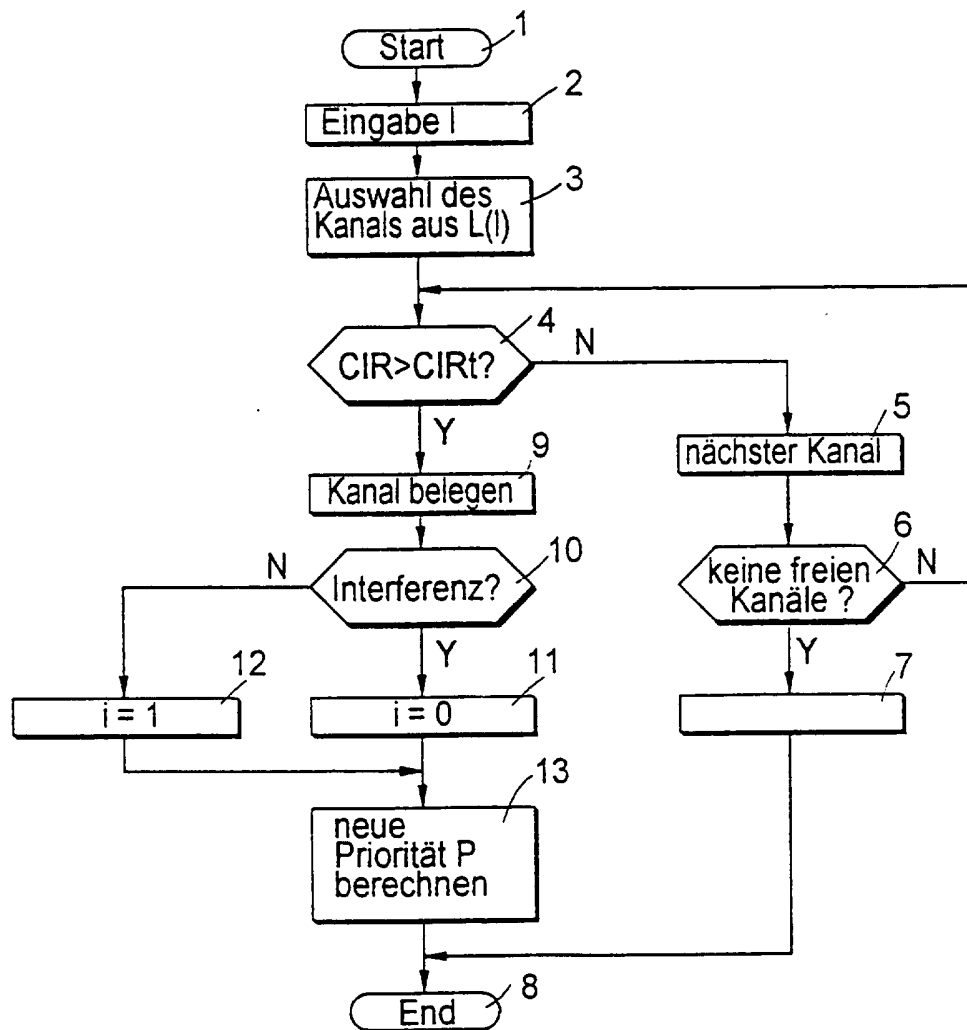 1
Start
2
Eingabe I
3
Auswahl des
Kanals aus L(I)
4
CIR>CIRt?
N
Y
5
nächster Kanal
9
Kanal belegen
6
keine freien
Kanäle ?
N
Y
10
Interferenz?
N
Y
12
i = 1
11
i = 0
7
13
neue
Priorität P
berechnen
8
End